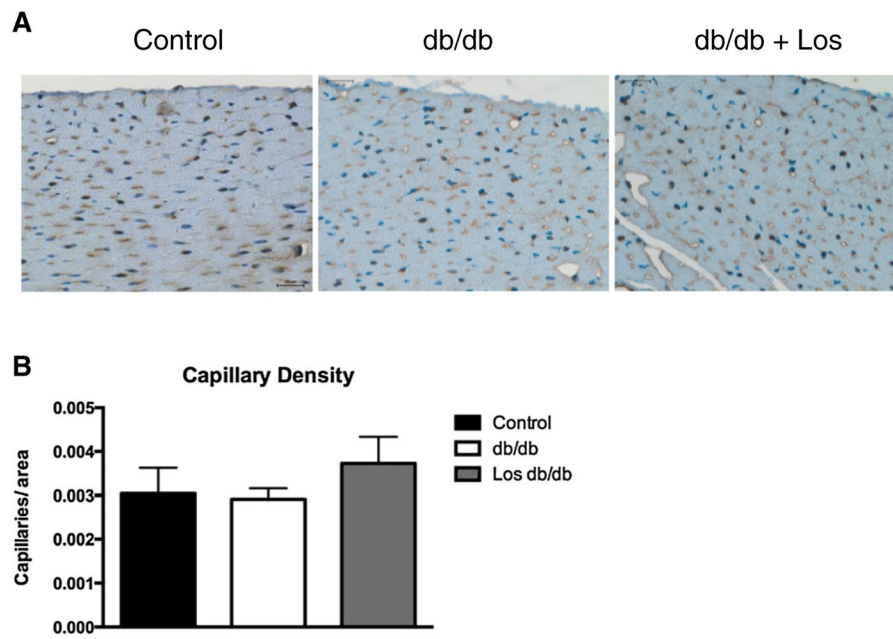 A
Control db/db db/db + Los
B
Capillary Density
Capillaries/ area
0.005
0.004
0.003
0.002
0.001
0.000
Control
db/db
Los db/db